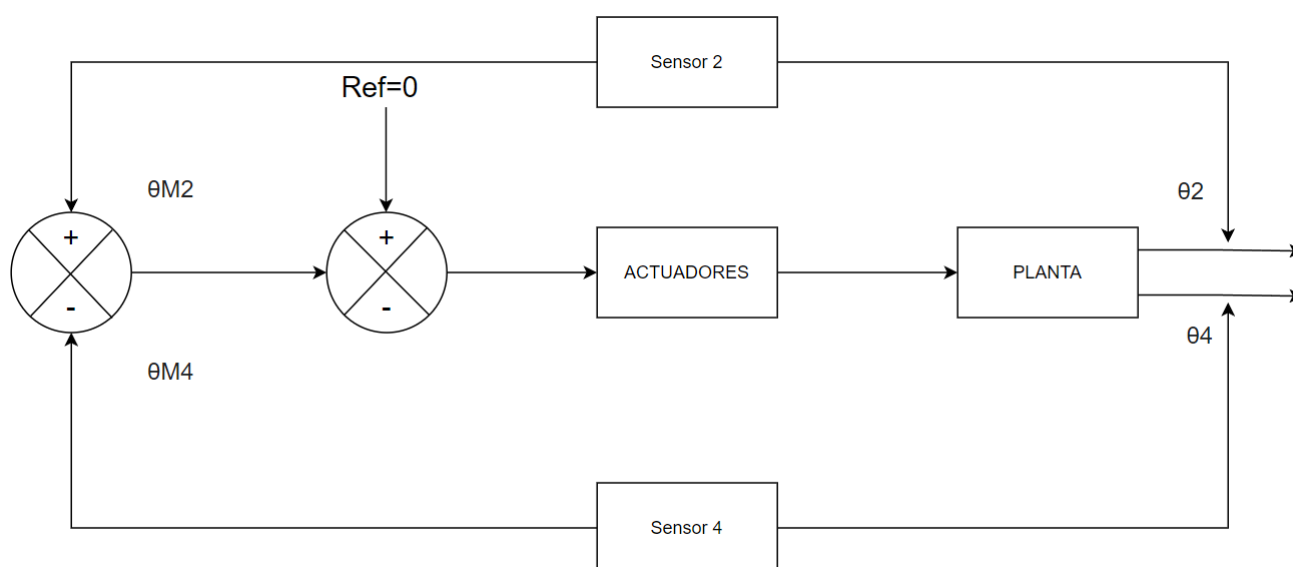 Sensor 2
Ref=0
θM2
θ2
+
+
ACTUADORES
PLANTA
-
-
θ4
θM4
Sensor 4